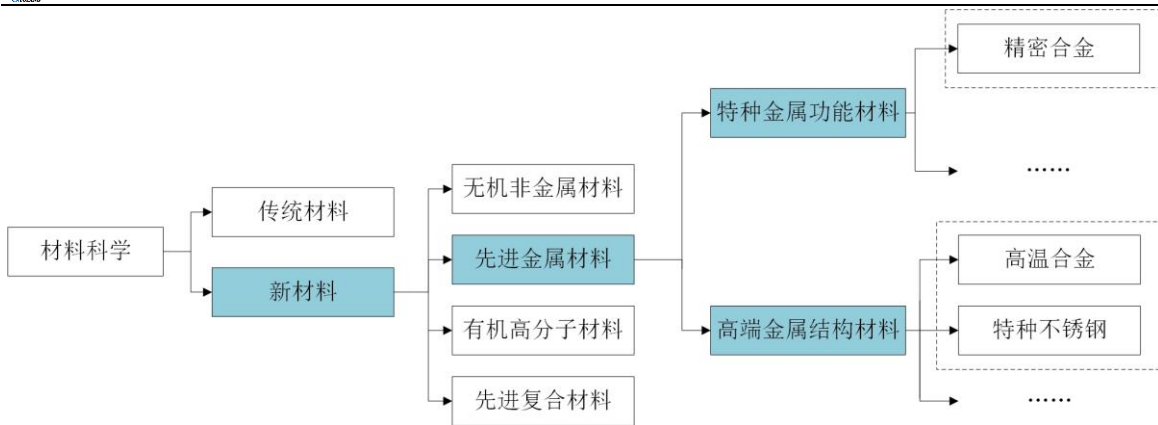 材料科学
传统材料
新材料
无机非金属材料
先进金属材料
有机高分子材料
先进复合材料
特种金属功能材料
高端金属结构材料
精密合金
……
高温合金
特种不锈钢
……